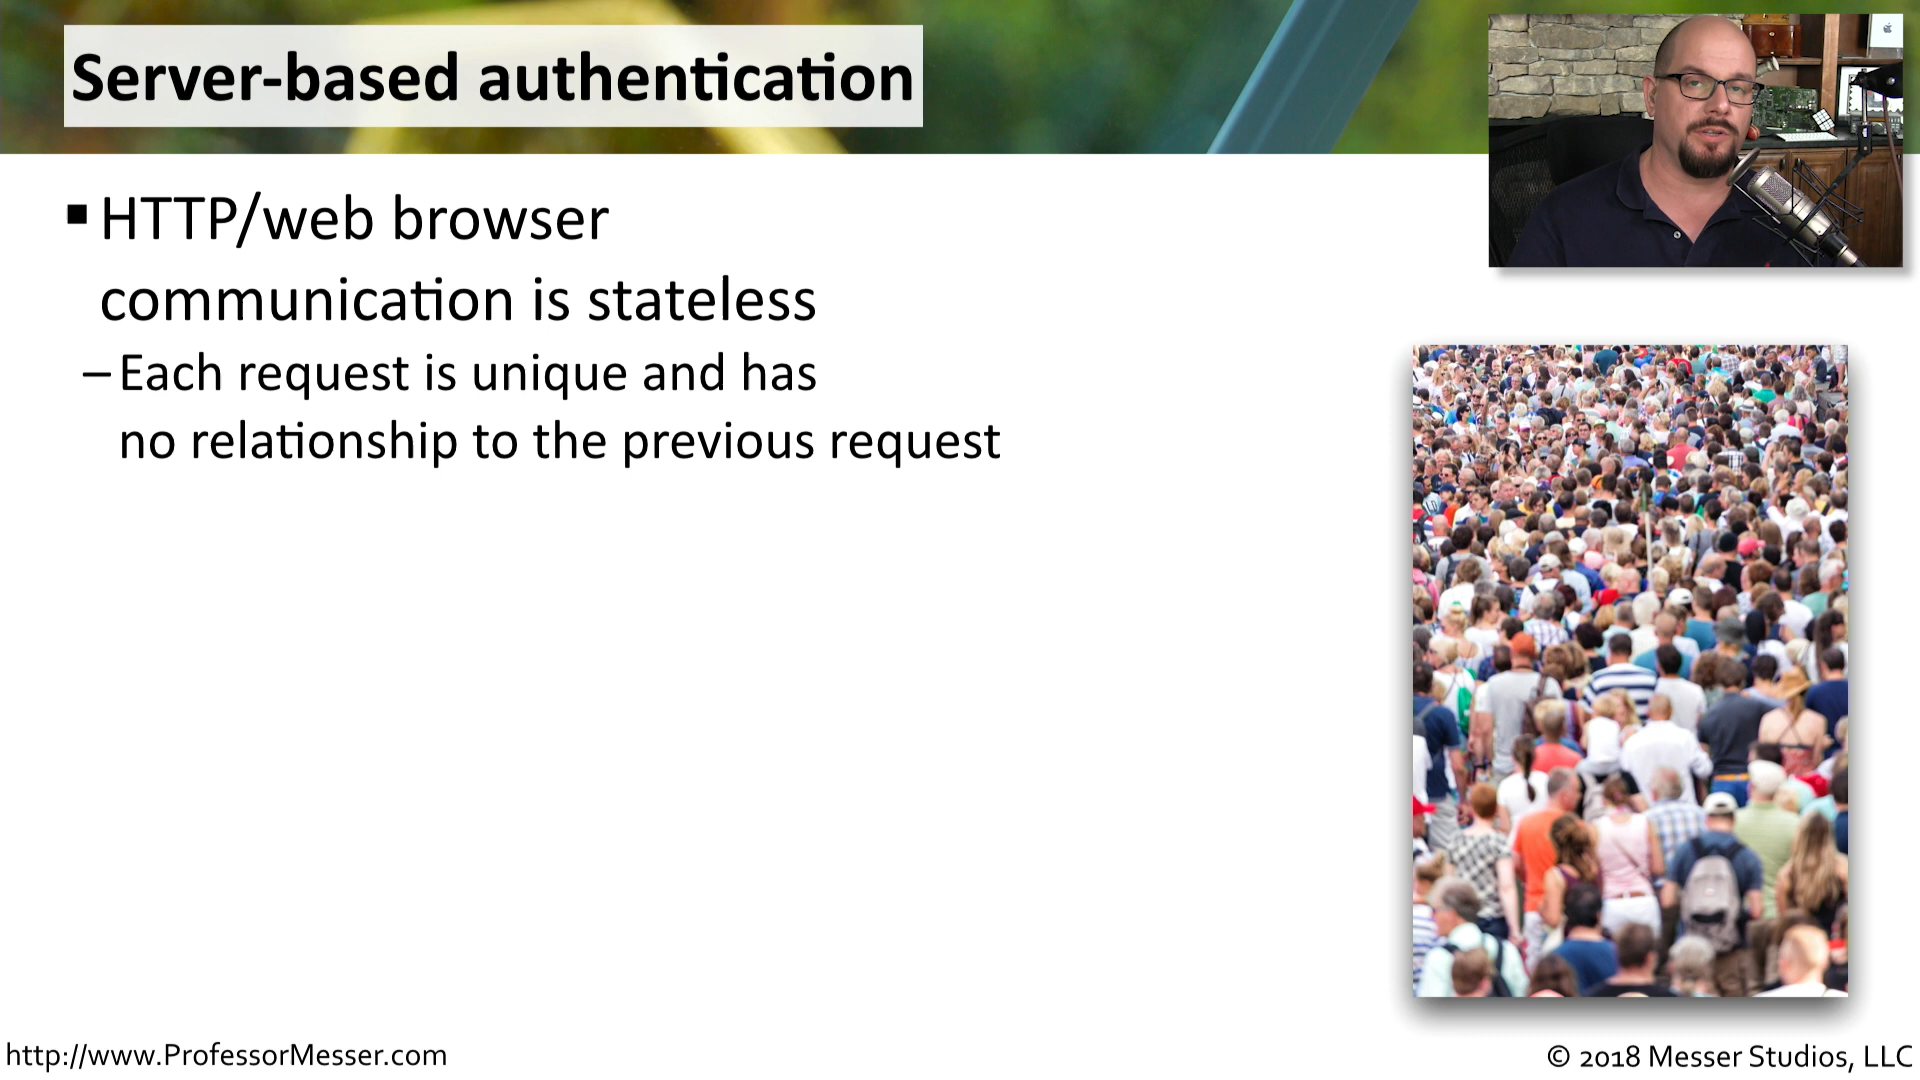 Server-based authentication
▪ HTTP/web browser
communication is stateless
– Each request is unique and has
no relationship to the previous request
http://www.ProfessorMesser.com
© 2018 Messer Studios, LLC